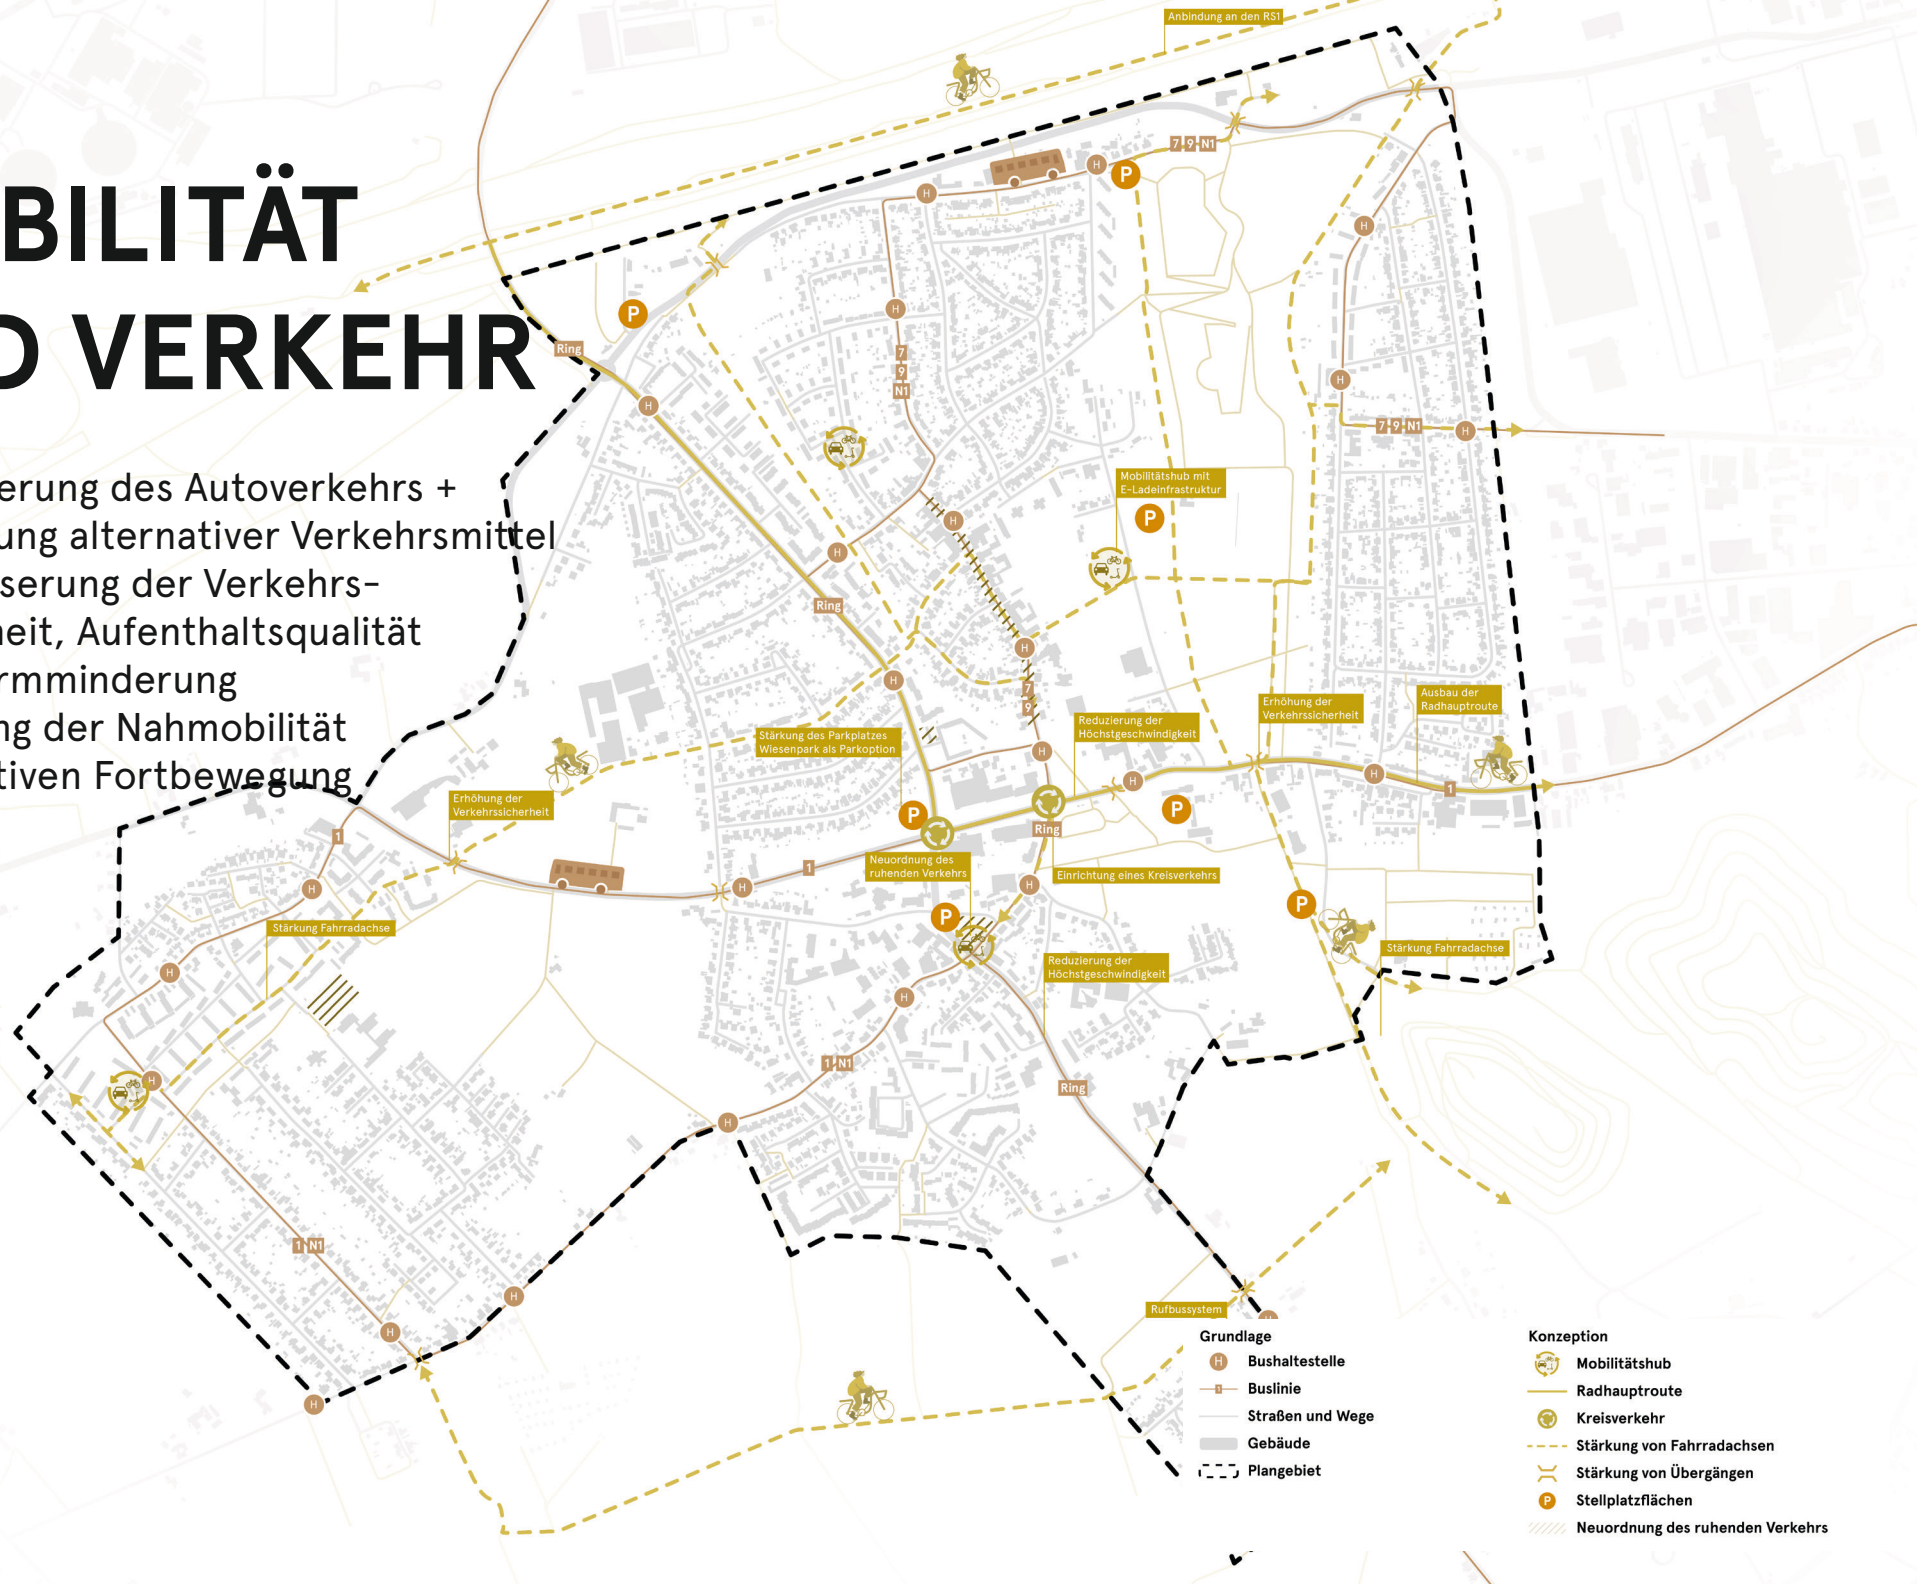 Anbindung an den RS1
BILITÄT
D VERKEHR
erung des Autoverkehrs +
ung alternativer Verkehrsmittel
serung der Verkehrs-
eit, Aufenthaltsqualität
rmminderung
ng der Nahmobilität
tiven Fortbewegung
7 9 N1
H
P
H
H
P
Ring
H
7
9
N1
H
H
H
7 9 N1
H
Mobilitätshub mit
E-Ladeinfrastruktur
P
H
H
Ring
H
H
7
9
Erhöhung der
Verkehrssicherheit
Ausbau der
Radhauptroute
Reduzierung der
Höchstgeschwindigkeit
Stärkung des Parkplatzes
Wiesenpark als Parkoption
H
H
H
1
Erhöhung der
Verkehrssicherheit
P
P
Ring
1
1
Neuordnung des
ruhenden Verkehrs
Einrichtung eines Kreisverkehrs
H
H
H
P
P
Stärkung Fahrradachse
Stärkung Fahrradachse
Reduzierung der
Höchstgeschwindigkeit
H
H
1 N1
H
Ring
H
1 N1
H
H
H
Rufbussystem
H
Grundlage
H Bushaltestelle
1 Buslinie
Straßen und Wege
Gebäude
Plangebiet
Konzeption
Mobilitätshub
Radhauptroute
Kreisverkehr
Stärkung von Fahrradachsen
Stärkung von Übergängen
P Stellplatzflächen
Neuordnung des ruhenden Verkehrs